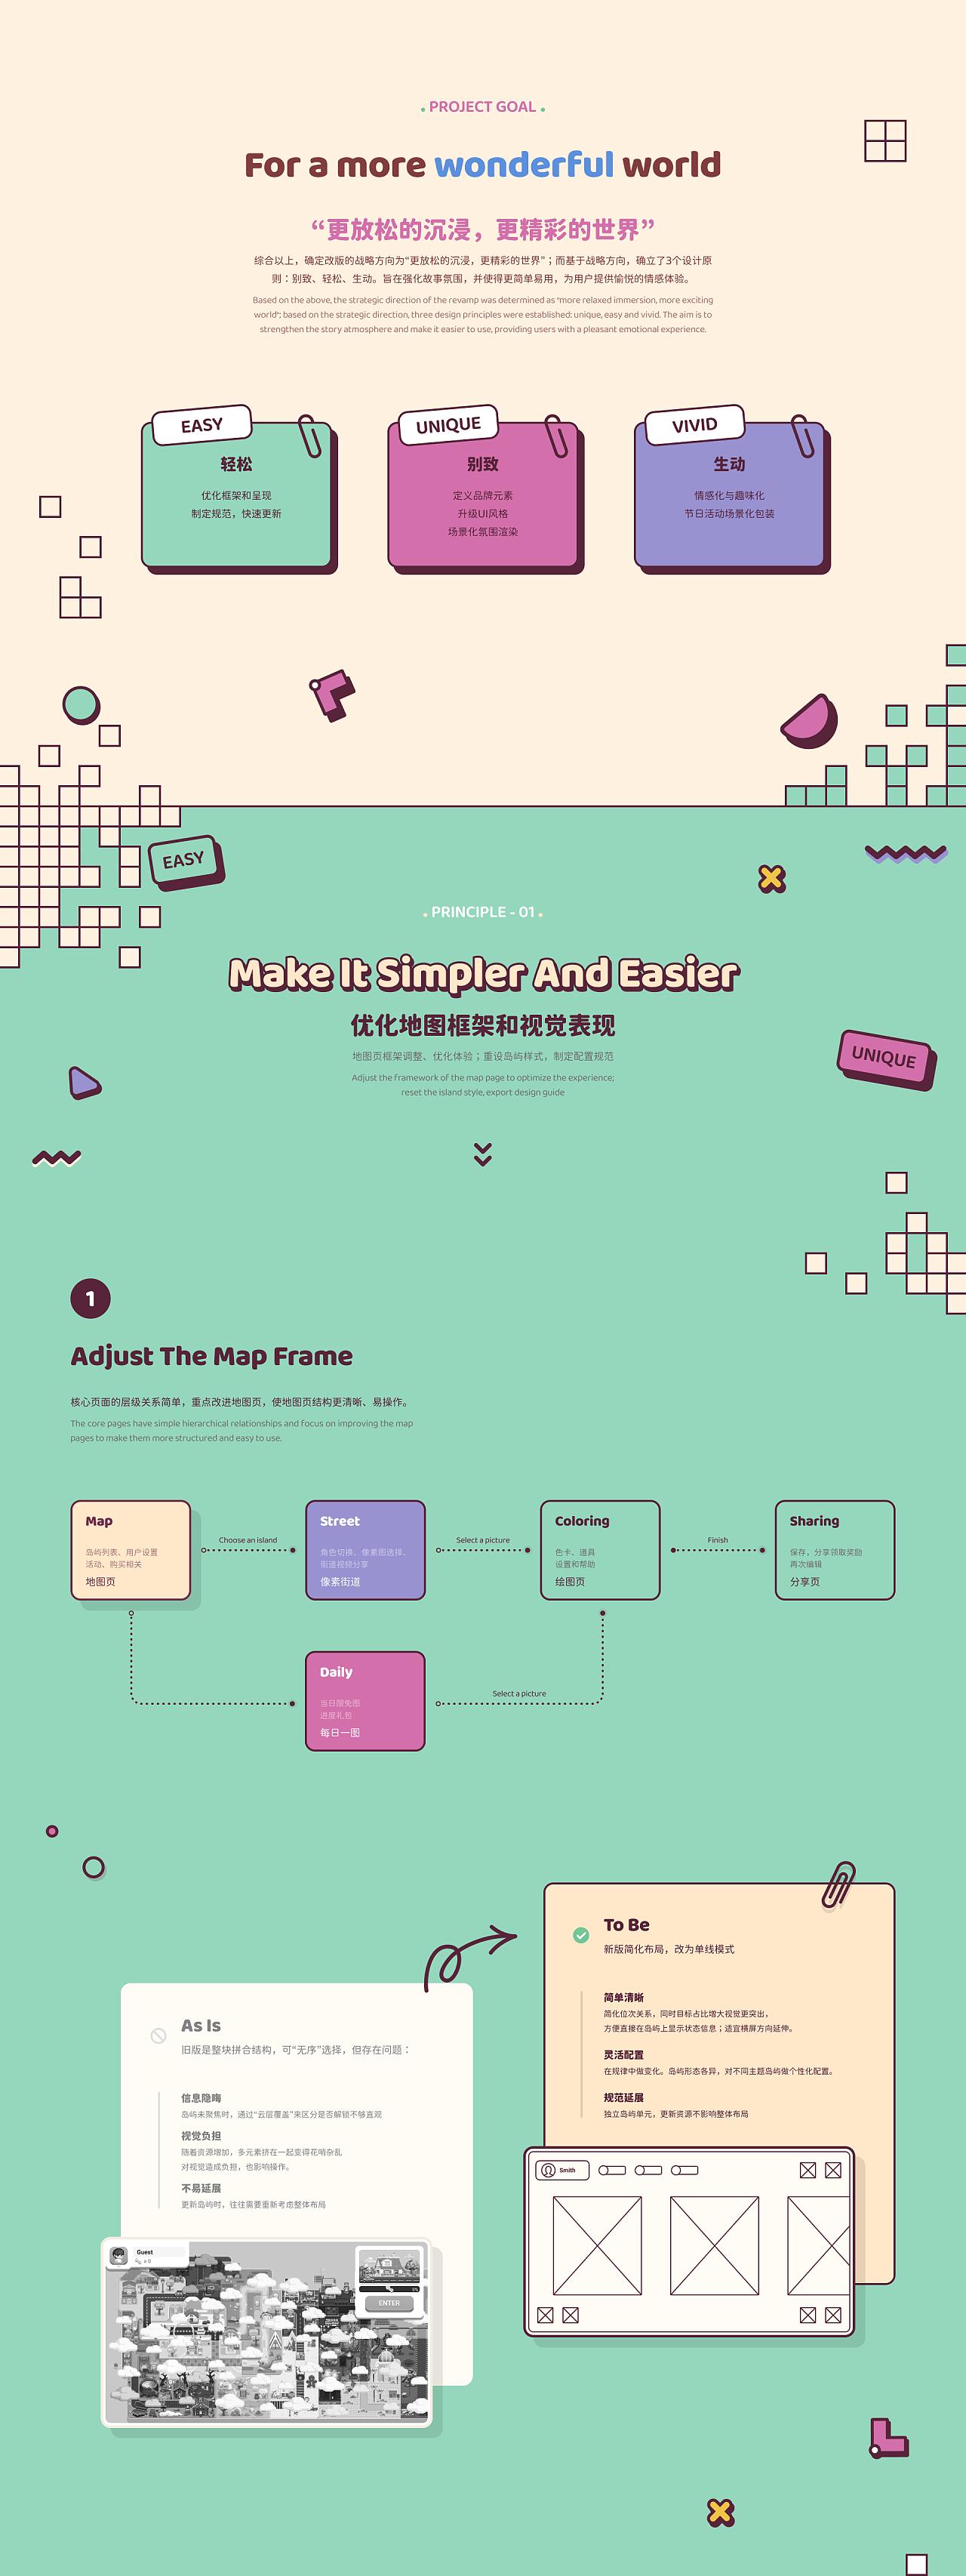 PROJECT GOAL
For a more wonderful world
“更放松的沉浸，更精彩的世界”
综合以上，确定改版的战略方向为“更放松的沉浸，更精彩的世界”；而基于战略方向，确立了3个设计原
则：别致、轻松、生动。旨在强化故事氛围，并使得更简单易用，为用户提供愉悦的情感体验。
Based on the above, the strategic direction of the revamp was determined as "more relaxed immersion, more exciting
world"; based on the strategic direction, three design principles were established: unique, easy and vivid. The aim is to
strengthen the story atmosphere and make it easier to use, providing users with a pleasant emotional experience.
EASY
轻松
优化框架和呈现
制定规范，快速更新
UNIQUE
别致
定义品牌元素
升级UI风格
场景化氛围渲染
VIVID
生动
情感化与趣味化
节日活动场景化包装
EASY
PRINCIPLE - 01
Make It Simpler And Easier
优化地图框架和视觉表现
地图页框架调整、优化体验；重设岛屿样式，制定配置规范
Adjust the framework of the map page to optimize the experience;
reset the island style, export design guide
UNIQUE
1
Adjust The Map Frame
核心页面的层级关系简单，重点改进地图页，使地图页结构更清晰、易操作。
The core pages have simple hierarchical relationships and focus on improving the map
pages to make them more structured and easy to use.
Map
岛屿列表、用户设置
活动、购买相关
地图页
Choose an island
Street
角色切换、像素图选择、
街道视频分享
像素街道
Select a picture
Coloring
色卡、道具
设置和帮助
绘图页
Finish
Sharing
保存，分享领取奖励
再次编辑
分享页
Daily
当日限免图
进度礼包
每日一图
Select a picture
To Be
新版简化布局，改为单线模式
简单清晰
简化位次关系，同时目标占比增大视觉更突出，
方便直接在岛屿上显示状态信息；适宜横屏方向延伸。
灵活配置
在规律中做变化。岛屿形态各异，对不同主题岛屿做个性化配置。
规范延展
独立岛屿单元，更新资源不影响整体布局
Smith
As Is
旧版是整块拼合结构，可“无序”选择，但存在问题：
信息隐晦
岛屿未聚焦时，通过“云层覆盖”来区分是否解锁不够直观
视觉负担
随着资源增加，多元素挤在一起变得花哨杂乱
对视觉造成负担，也影响操作。
不易延展
更新岛屿时，往往需要重新考虑整体布局
Guest
ENTER